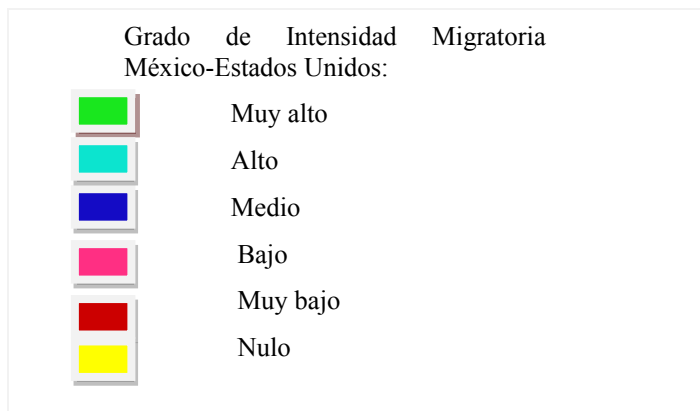 Grado de Intensidad Migratoria
México-Estados Unidos:
Muy alto
Alto
Medio
Bajo
Muy bajo
Nulo